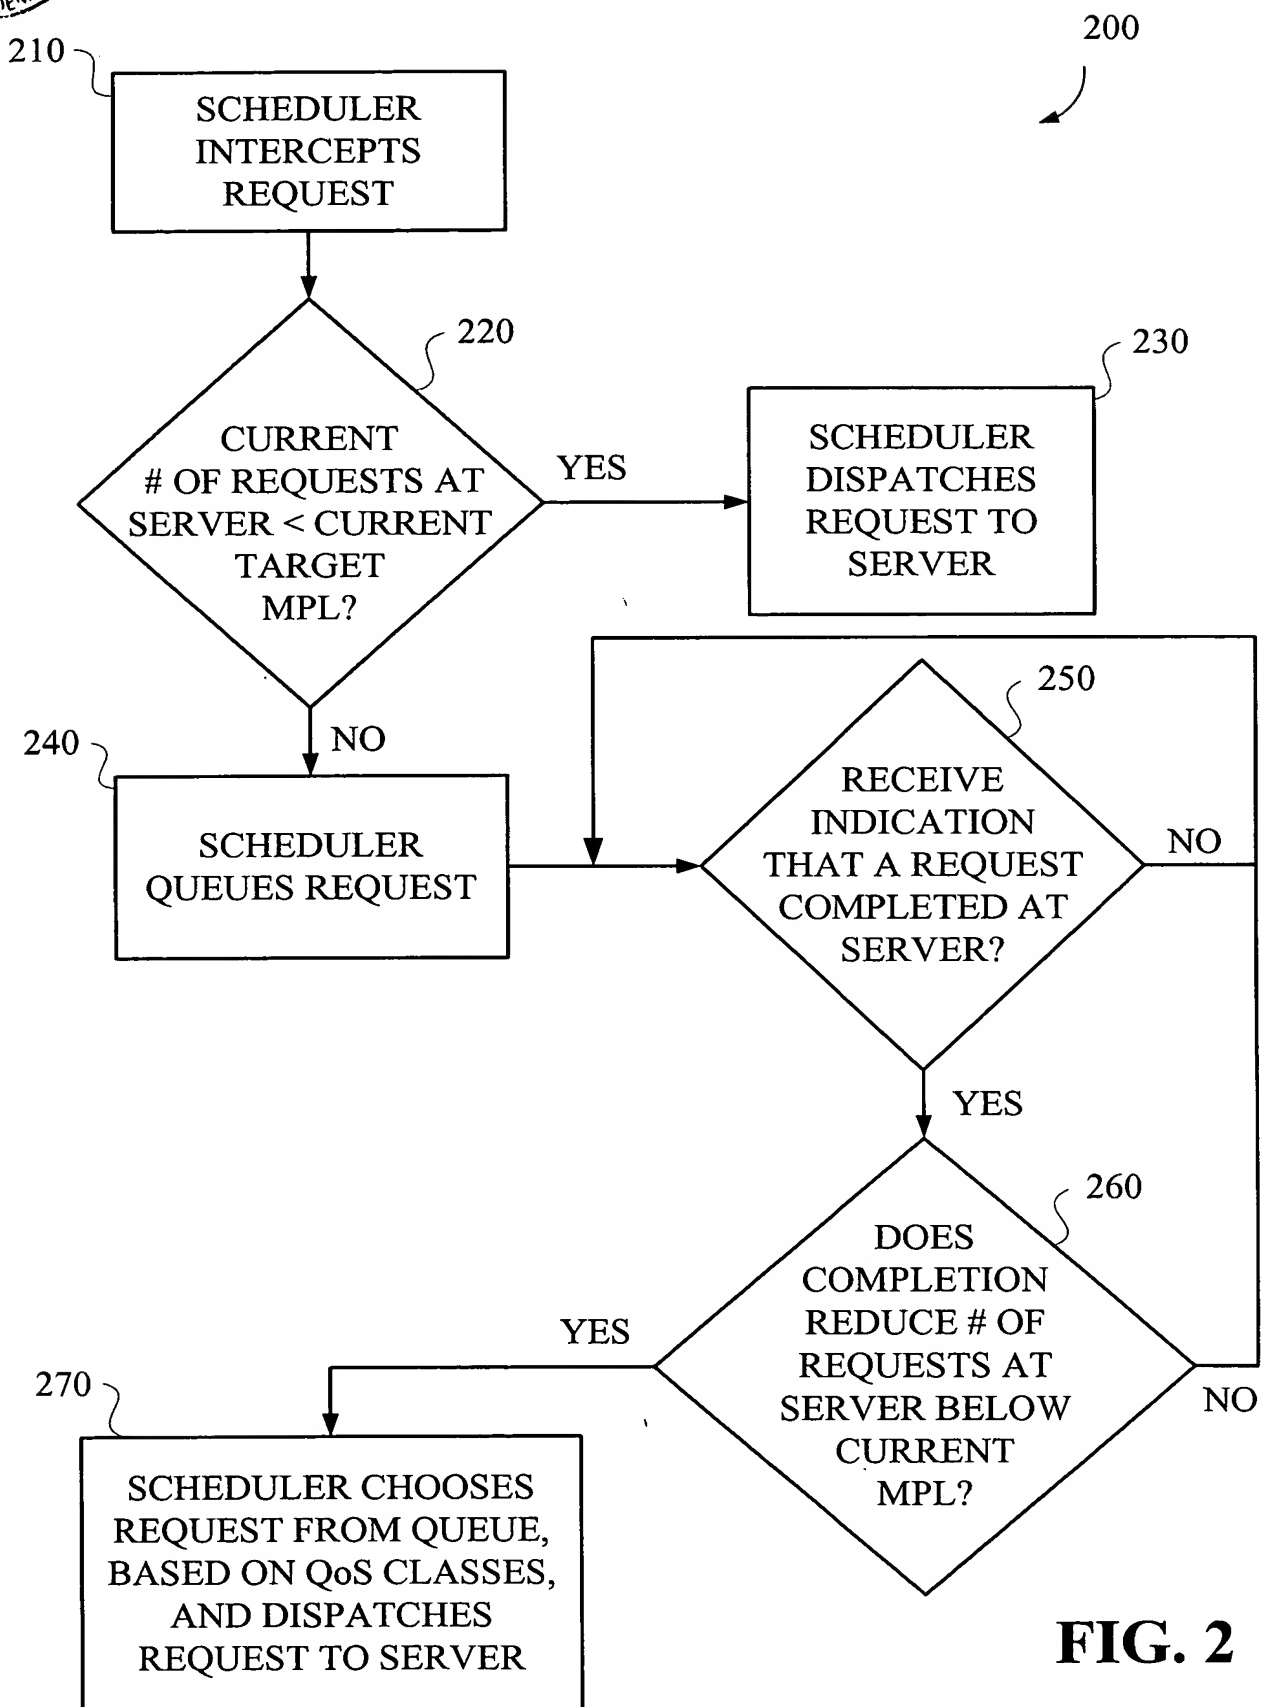 200
210
SCHEDULER
INTERCEPTS
REQUEST
220
CURRENT
# OF REQUESTS AT
SERVER < CURRENT
TARGET
MPL?
YES
230
SCHEDULER
DISPATCHES
REQUEST TO
SERVER
NO
240
SCHEDULER
QUEUES REQUEST
250
RECEIVE
INDICATION
THAT A REQUEST
COMPLETED AT
SERVER?
NO
YES
260
DOES
COMPLETION
REDUCE # OF
REQUESTS AT
SERVER BELOW
CURRENT
MPL?
YES
NO
270
SCHEDULER CHOOSES
REQUEST FROM QUEUE,
BASED ON QoS CLASSES,
AND DISPATCHES
REQUEST TO SERVER
FIG. 2